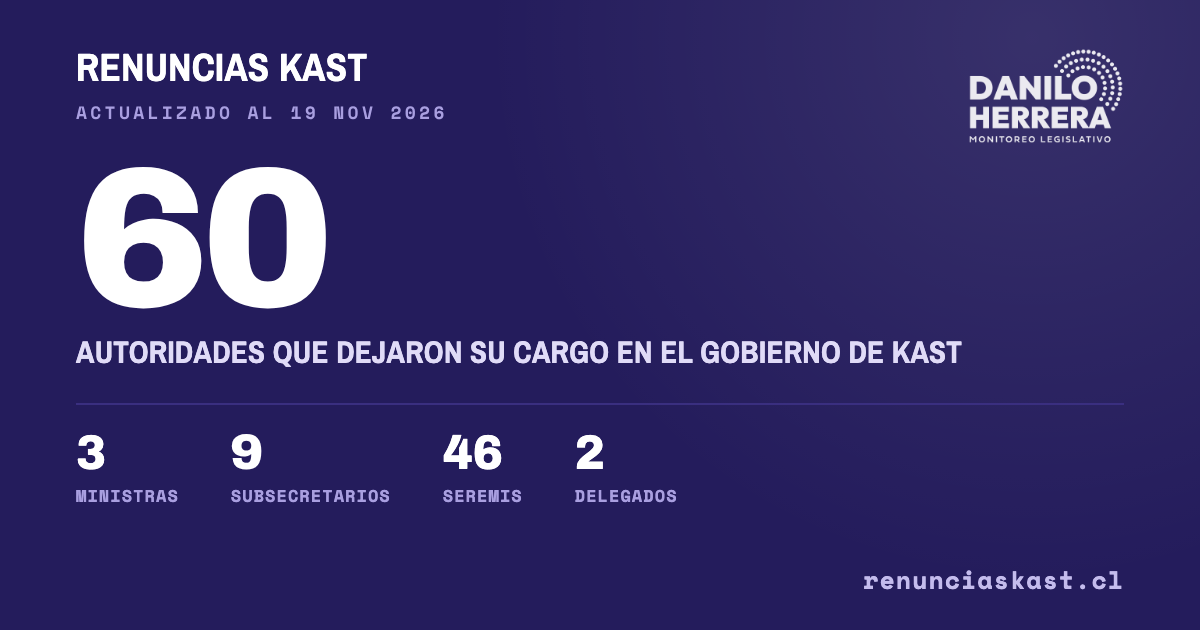 RENUNCIAS KAST
ACTUALIZADO AL 19 NOV 2026
DANILO
HERRERA
MONITOREO LEGISLATIVO
60
AUTORIDADES QUE DEJARON SU CARGO EN EL GOBIERNO DE KAST
3 9 46 2
MINISTRAS SUBSECRETARIOS SEREMIS DELEGADOS
renunciaskast.cl